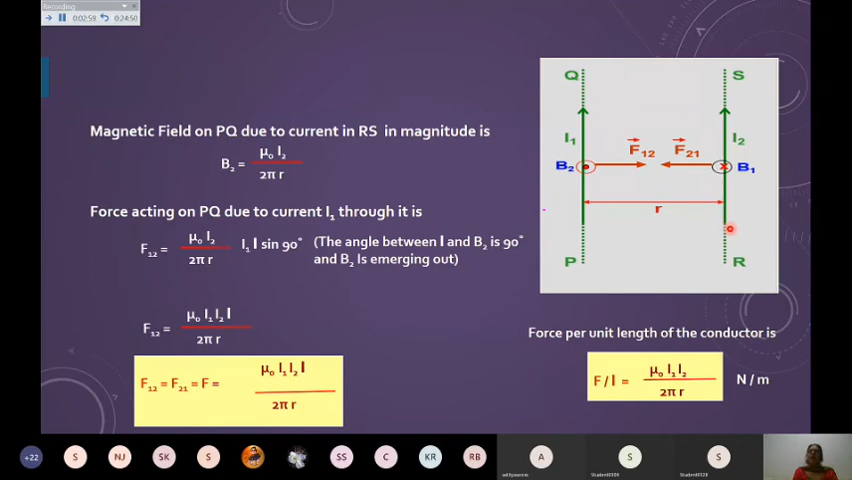 Recording
0:02:59
0:24:50
Magnetic Field on PQ due to current in RS in magnitude is
B₂ =
μ₀ I₂
2π r
Force acting on PQ due to current I₁ through it is
F₁₂ =
μ₀ I₂
2π r
I₁ l sin 90˚
(The angle between l and B₂ is 90˚
and B₂ Is emerging out)
F₁₂ =
μ₀ I₁ I₂ l
2π r
F₁₂ = F₂₁ = F =
μ₀ I₁ I₂ l
2π r
Q
S
I₁
I₂
F₁₂
F₂₁
B₂
B₁
r
P
R
Force per unit length of the conductor is
F / l =
μ₀ I₁ I₂
2π r
N / m
+22
S
NJ
SK
S
SS
C
KR
RB
A
S
S